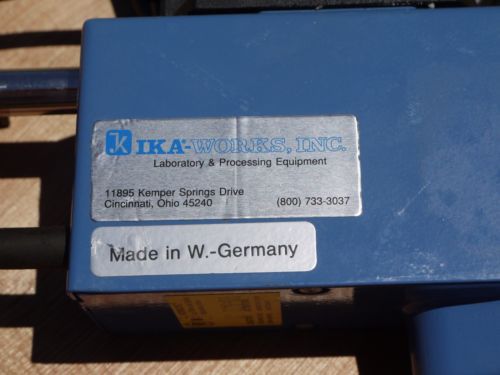 IKA®-WORKS, INC.
Laboratory & Processing Equipment
11895 Kemper Springs Drive
Cincinnati, Ohio 45240 (800) 733-3037
Made in W.-Germany